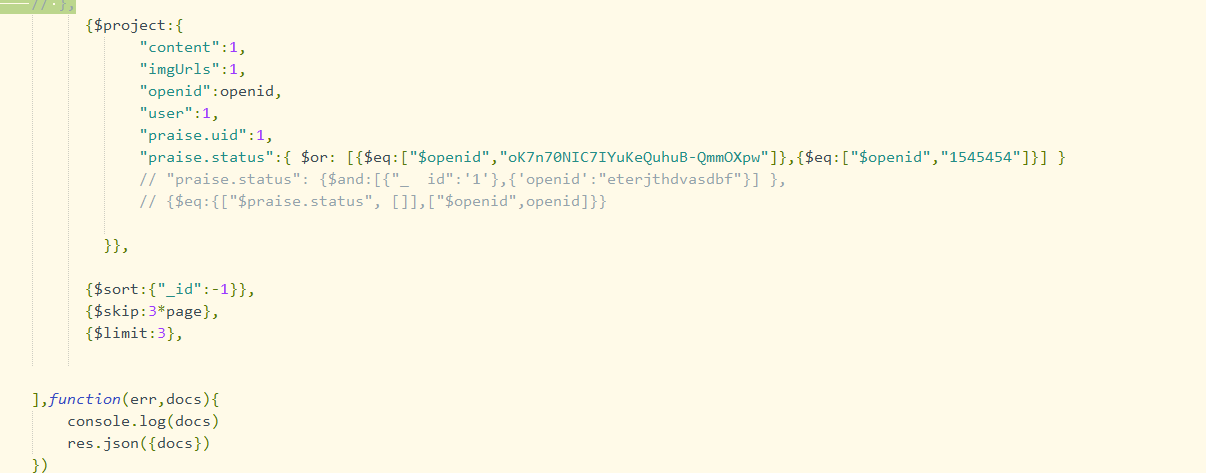 // },
{$project:{
"content":1,
"imgUrls":1,
"openid":openid,
"user":1,
"praise.uid":1,
"praise.status":{ $or: [{$eq:["$openid","oK7n70NIC7IYuKeQuhuB-QmmOXpw"]},{$eq:["$openid","1545454"]}] }
// "praise.status": {$and:[{"_  id":'1'},{'openid':"eterjthdvasdbf"}] },
// {$eq:{["$praise.status", []],["$openid",openid]}}
}},
{$sort:{"_id":-1}},
{$skip:3*page},
{$limit:3},
],function(err,docs){
console.log(docs)
res.json({docs})
})